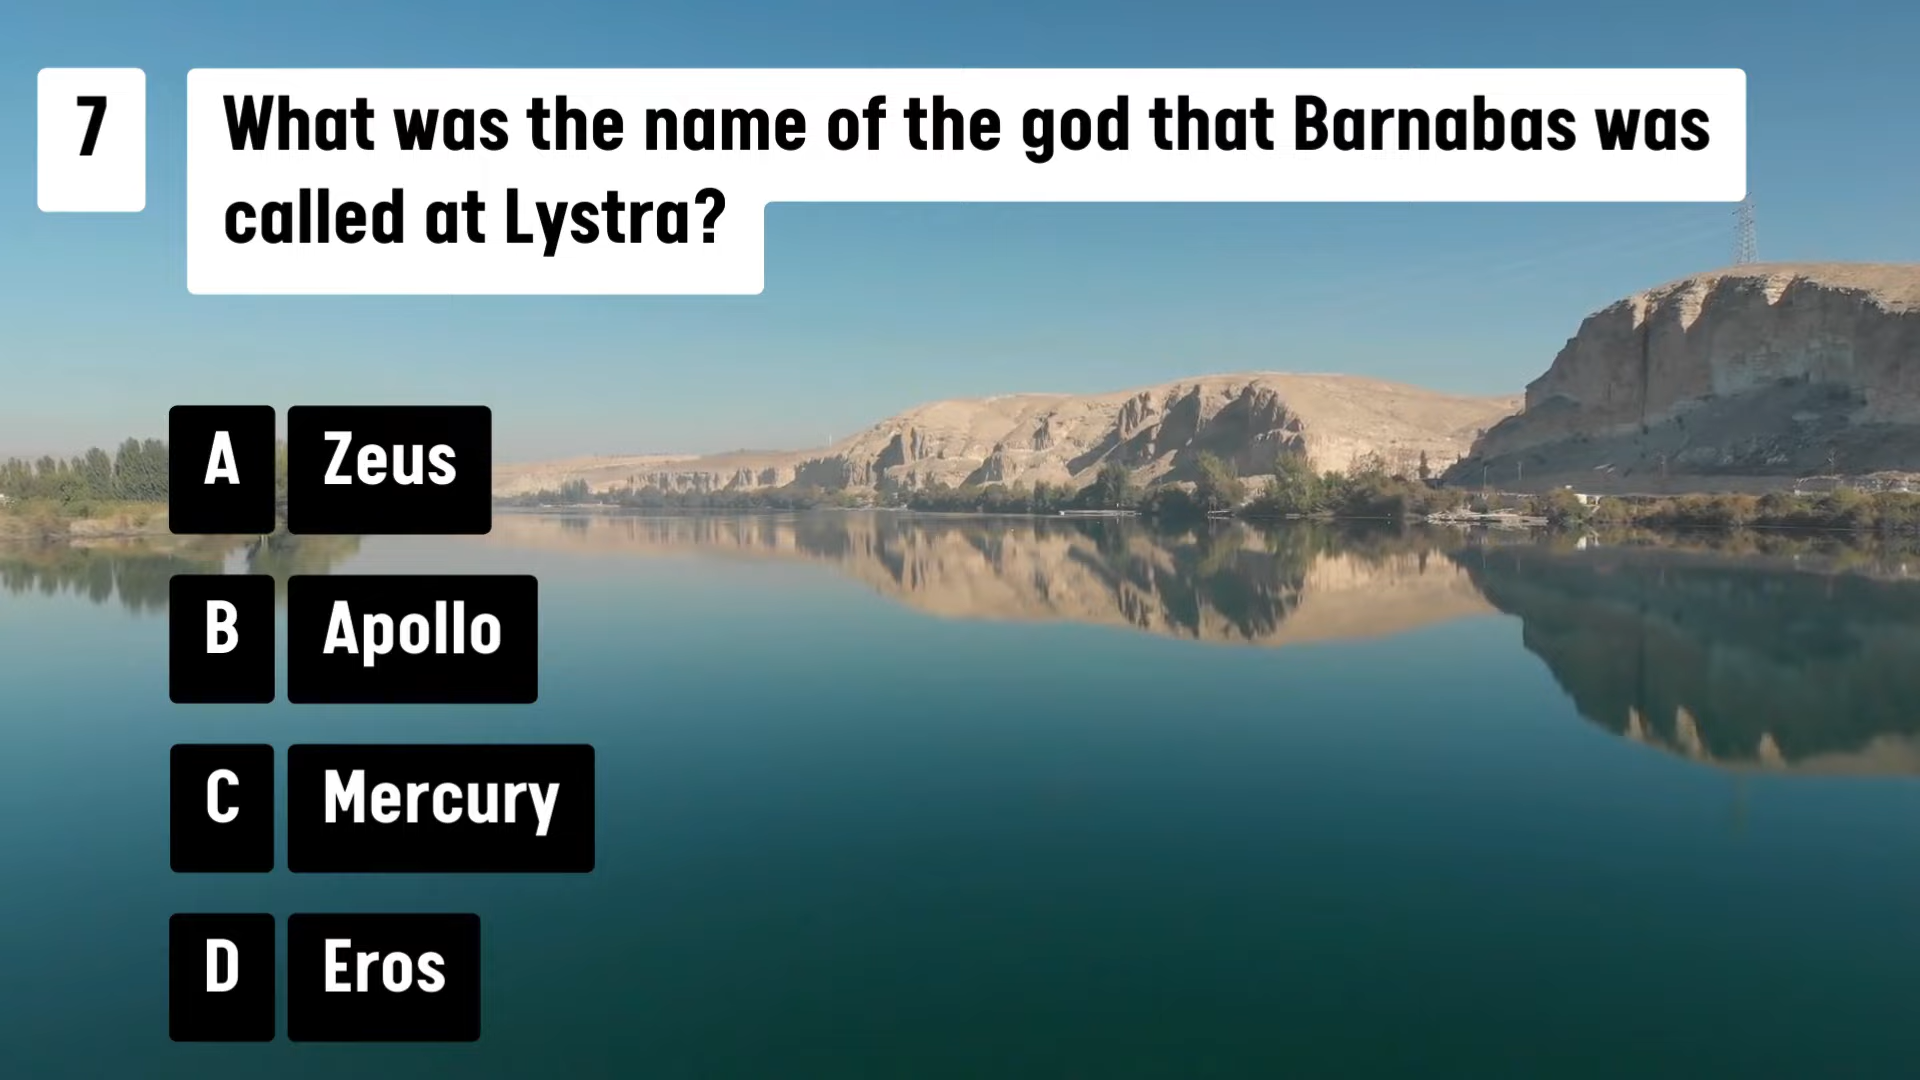 7
What was the name of the god that Barnabas was
called at Lystra?
A Zeus
B Apollo
C Mercury
D Eros